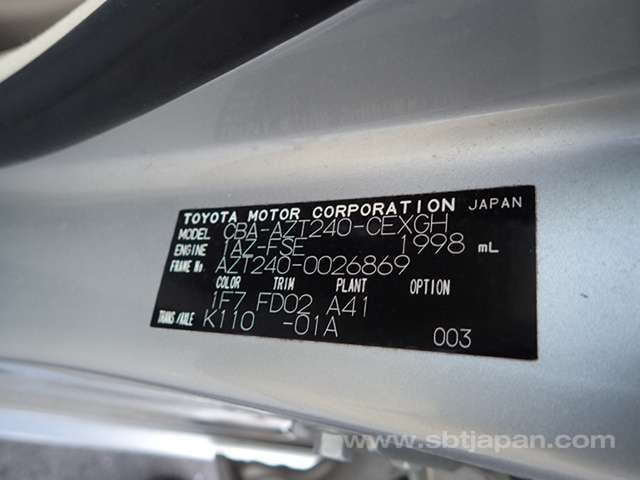 TOYOTA MOTOR CORPORATION JAPAN
MODEL CBA-AZT240-CEXGH
ENGINE 1AZ-FSE 1998 mL
FRAME No. AZT240-0026869
COLOR TRIM PLANT OPTION
1F7 FD02 A41
TRANS/AXLE K110 -01A
003
www.sbtjapan.com